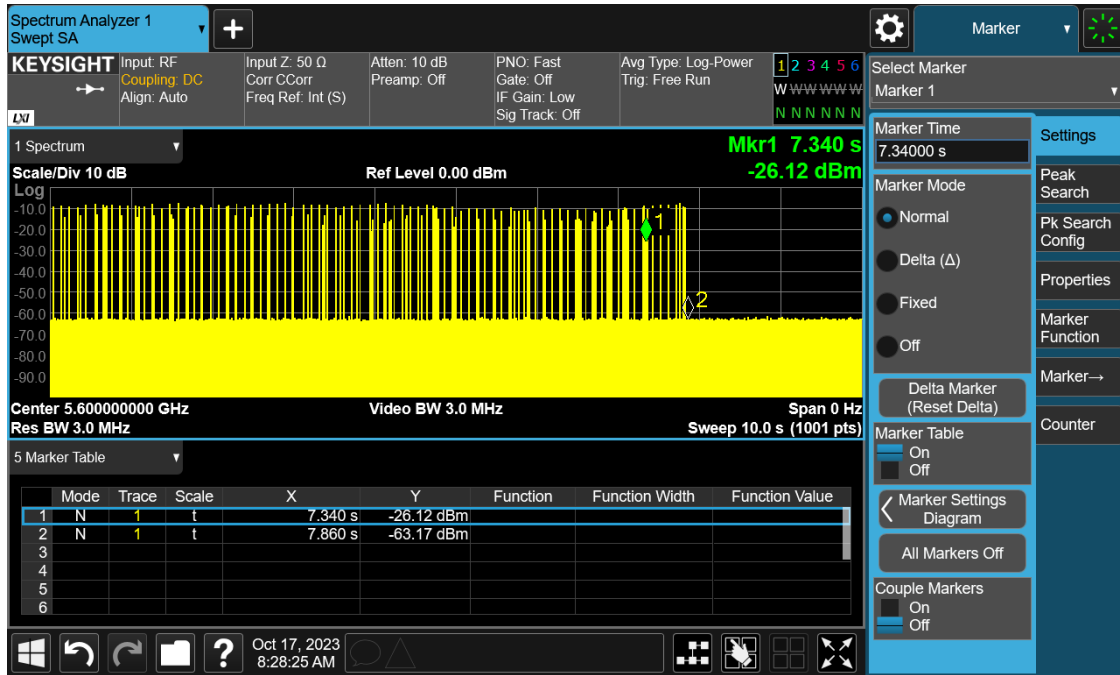 Spectrum Analyzer 1
Swept SA
Marker
KEYSIGHT
LXI
Input: RF
Coupling: DC
Align: Auto
Input Z: 50 Ω
Corr CCorr
Freq Ref: Int (S)
Atten: 10 dB
Preamp: Off
PNO: Fast
Gate: Off
IF Gain: Low
Sig Track: Off
Avg Type: Log-Power
Trig: Free Run
1 2 3 4 5 6
W W W W W W
N N N N N N
Select Marker
Marker 1
1 Spectrum
Mkr1 7.340 s
-26.12 dBm
Scale/Div 10 dB
Ref Level 0.00 dBm
Log
-10.0
-20.0
-30.0
-40.0
-50.0
-60.0
-70.0
-80.0
-90.0
1
2
Center 5.600000000 GHz
Video BW 3.0 MHz
Span 0 Hz
Res BW 3.0 MHz
Sweep 10.0 s (1001 pts)
5 Marker Table
Mode Trace Scale X Y Function Function Width Function Value
1 N 1 t 7.340 s -26.12 dBm
2 N 1 t 7.860 s -63.17 dBm
3
4
5
6
Marker Time
7.34000 s
Marker Mode
Normal
Delta (Δ)
Fixed
Off
Delta Marker
(Reset Delta)
Marker Table
On
Off
Marker Settings
Diagram
All Markers Off
Couple Markers
On
Off
Settings
Peak
Search
Pk Search
Config
Properties
Marker
Function
Marker→
Counter
?
Oct 17, 2023
8:28:25 AM